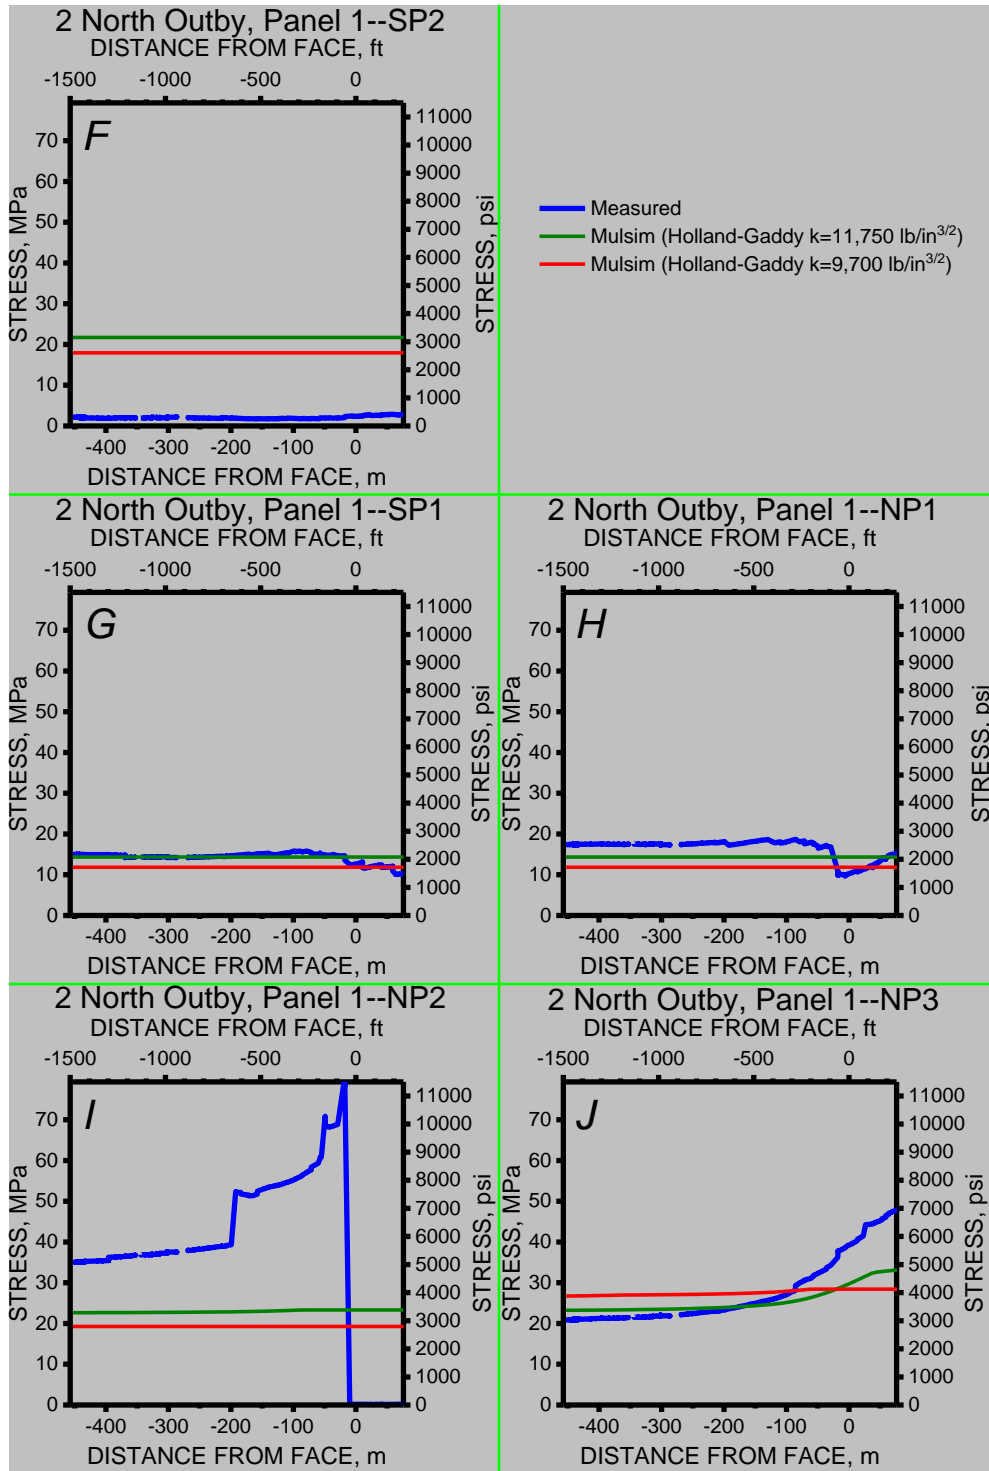 2 North Outby, Panel 1--SP2
DISTANCE FROM FACE, ft
-1500 -1000 -500 0
F
STRESS, MPa
70
60
50
40
30
20
10
0
STRESS, psi
11000
10000
9000
8000
7000
6000
5000
4000
3000
2000
1000
0
-400 -300 -200 -100 0
DISTANCE FROM FACE, m
Measured
Mulsim (Holland-Gaddy k=11,750 lb/in^3/2)
Mulsim (Holland-Gaddy k=9,700 lb/in^3/2)
2 North Outby, Panel 1--SP1
DISTANCE FROM FACE, ft
-1500 -1000 -500 0
G
STRESS, MPa
70
60
50
40
30
20
10
0
STRESS, psi
11000
10000
9000
8000
7000
6000
5000
4000
3000
2000
1000
0
-400 -300 -200 -100 0
DISTANCE FROM FACE, m
2 North Outby, Panel 1--NP1
DISTANCE FROM FACE, ft
-1500 -1000 -500 0
H
STRESS, MPa
70
60
50
40
30
20
10
0
STRESS, psi
11000
10000
9000
8000
7000
6000
5000
4000
3000
2000
1000
0
-400 -300 -200 -100 0
DISTANCE FROM FACE, m
2 North Outby, Panel 1--NP2
DISTANCE FROM FACE, ft
-1500 -1000 -500 0
I
STRESS, MPa
70
60
50
40
30
20
10
0
STRESS, psi
11000
10000
9000
8000
7000
6000
5000
4000
3000
2000
1000
0
-400 -300 -200 -100 0
DISTANCE FROM FACE, m
2 North Outby, Panel 1--NP3
DISTANCE FROM FACE, ft
-1500 -1000 -500 0
J
STRESS, MPa
70
60
50
40
30
20
10
0
STRESS, psi
11000
10000
9000
8000
7000
6000
5000
4000
3000
2000
1000
0
-400 -300 -200 -100 0
DISTANCE FROM FACE, m